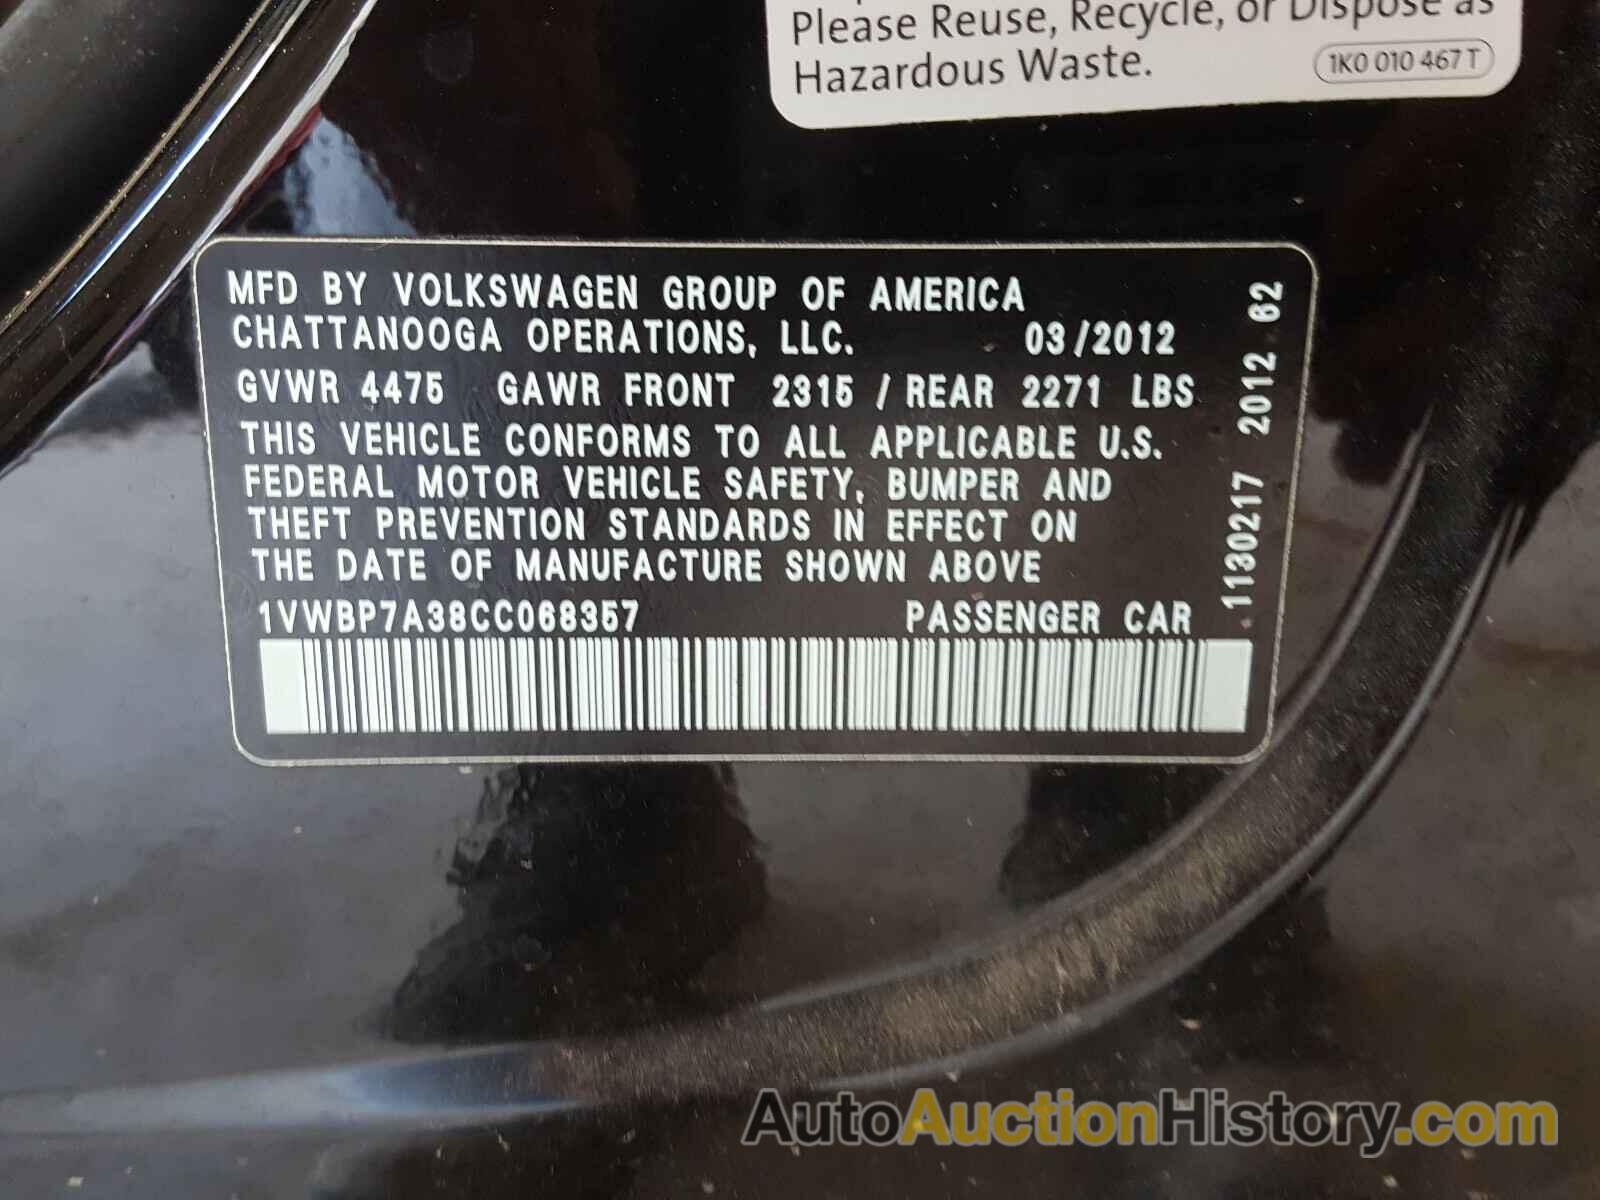 Please Reuse, Recycle, or Dispose as
Hazardous Waste.
1K0 010 467 T
MFD BY VOLKSWAGEN GROUP OF AMERICA
CHATTANOOGA OPERATIONS, LLC. 03/2012
GVWR 4475 GAWR FRONT 2315 / REAR 2271 LBS
THIS VEHICLE CONFORMS TO ALL APPLICABLE U.S.
FEDERAL MOTOR VEHICLE SAFETY, BUMPER AND
THEFT PREVENTION STANDARDS IN EFFECT ON
THE DATE OF MANUFACTURE SHOWN ABOVE
1VWBP7A38CC068357 PASSENGER CAR
.1130217 2012 62
AutoAuctionHistory.com